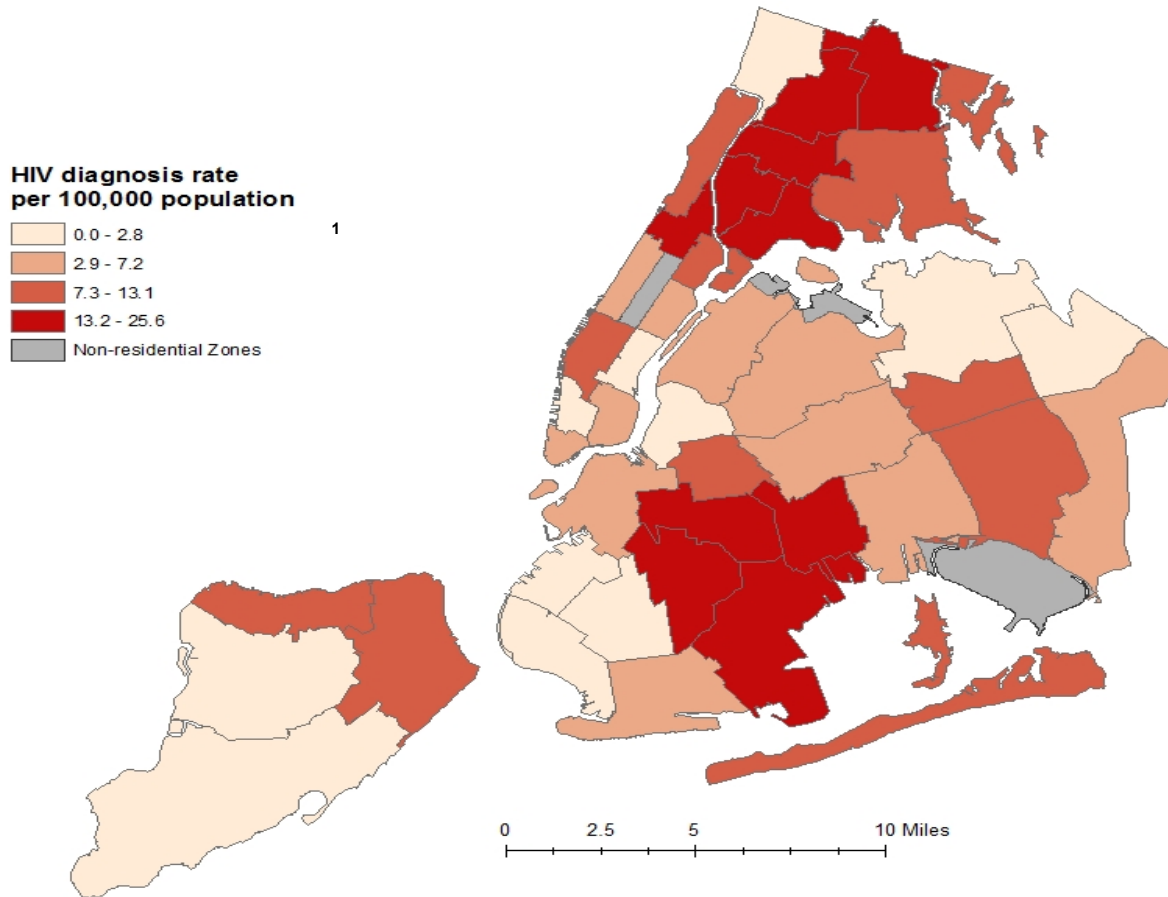 HIV diagnosis rate
per 100,000 population
1
0.0 - 2.8
2.9 - 7.2
7.3 - 13.1
13.2 - 25.6
Non-residential Zones
0 2.5 5 10 Miles